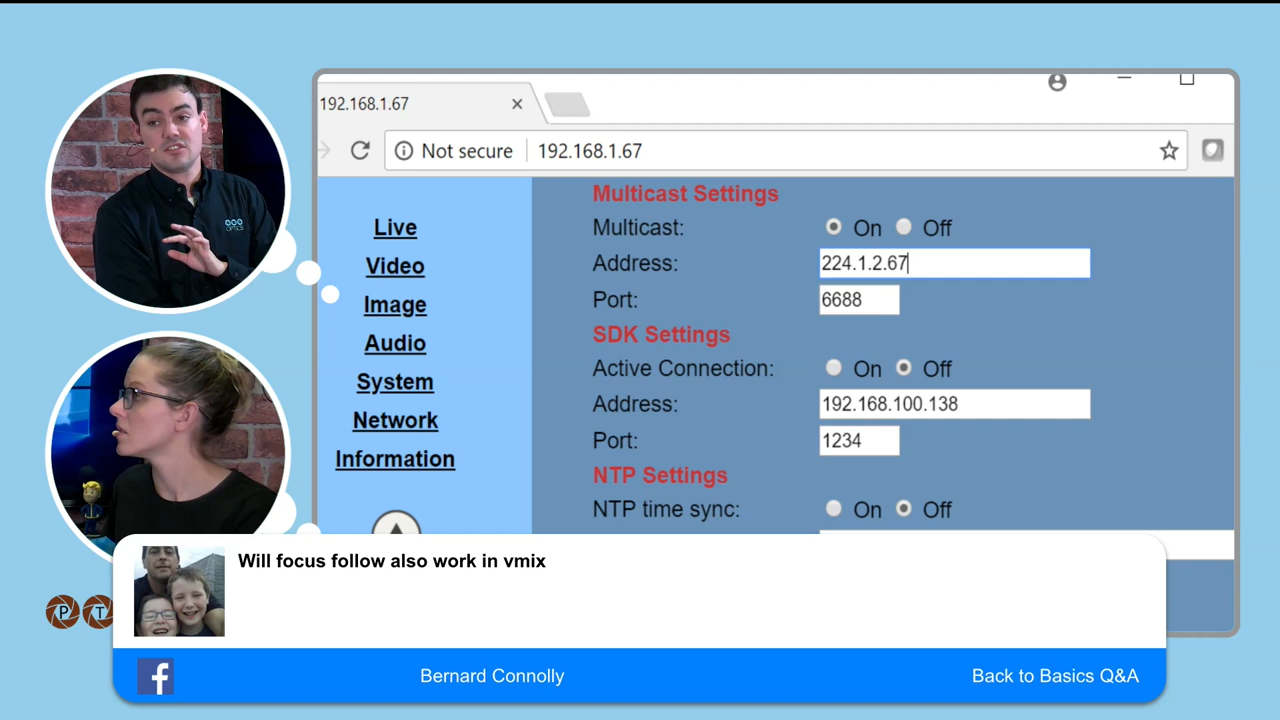 192.168.1.67
Not secure 192.168.1.67
Multicast Settings
Multicast: On Off
Address: 224.1.2.67
Port: 6688
SDK Settings
Active Connection: On Off
Address: 192.168.100.138
Port: 1234
NTP Settings
NTP time sync: On Off
Live
Video
Image
Audio
System
Network
Information
OPTICS
P T
Will focus follow also work in vmix
f
Bernard Connolly
Back to Basics Q&A